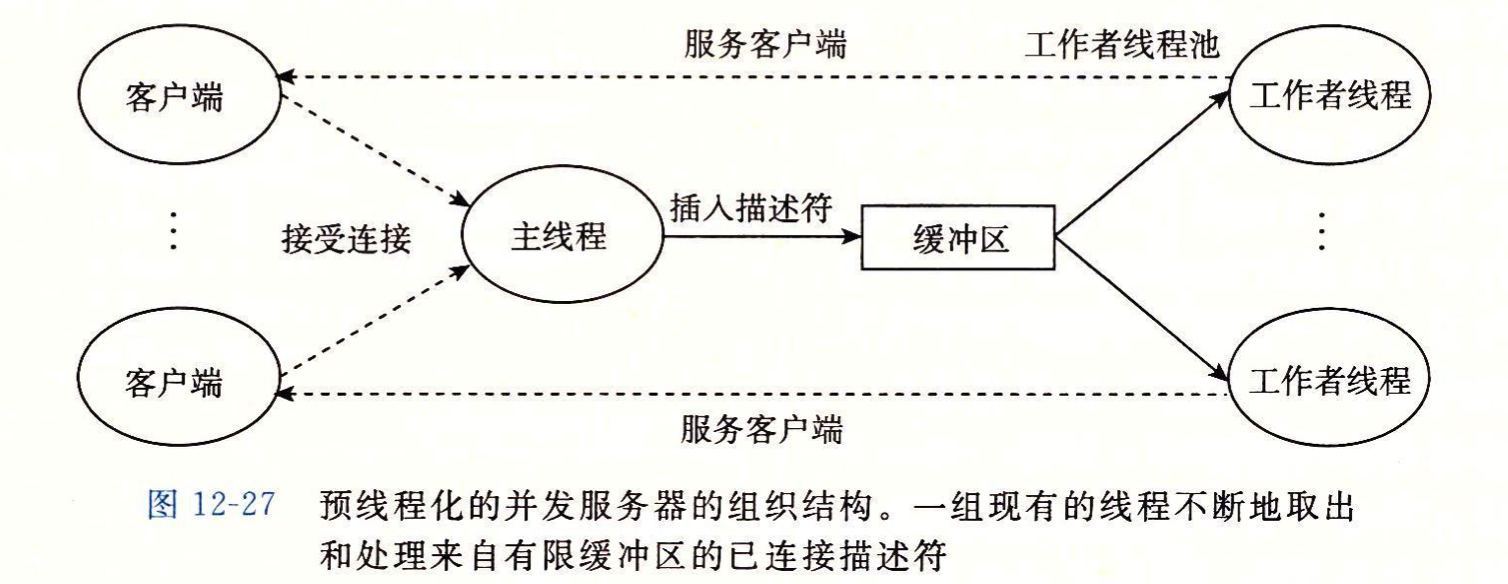 服务客户端 工作者线程池
客户端 工作者线程
插入描述符
接受连接 主线程 缓冲区
客户端 工作者线程
服务客户端
图 12-27 预线程化的并发服务器的组织结构。一组现有的线程不断地取出
和处理来自有限缓冲区的已连接描述符